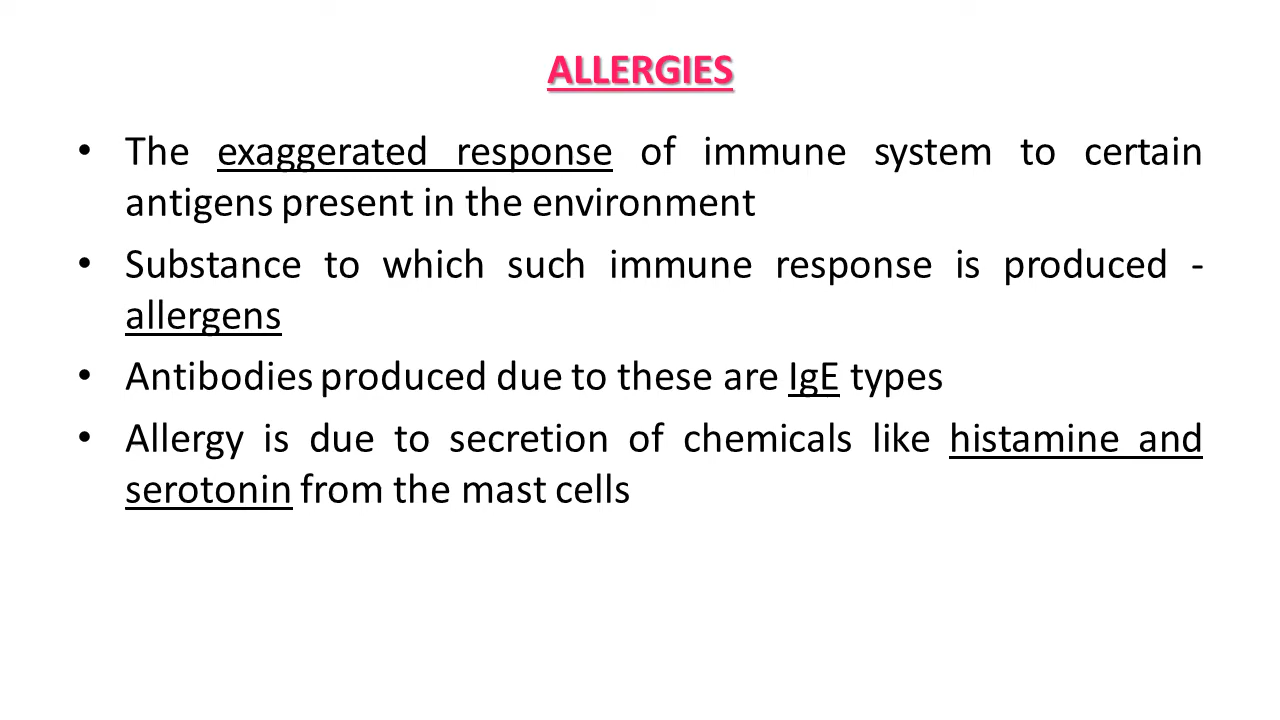 ALLERGIES
• The exaggerated response of immune system to certain
antigens present in the environment
• Substance to which such immune response is produced -
allergens
• Antibodies produced due to these are IgE types
• Allergy is due to secretion of chemicals like histamine and
serotonin from the mast cells